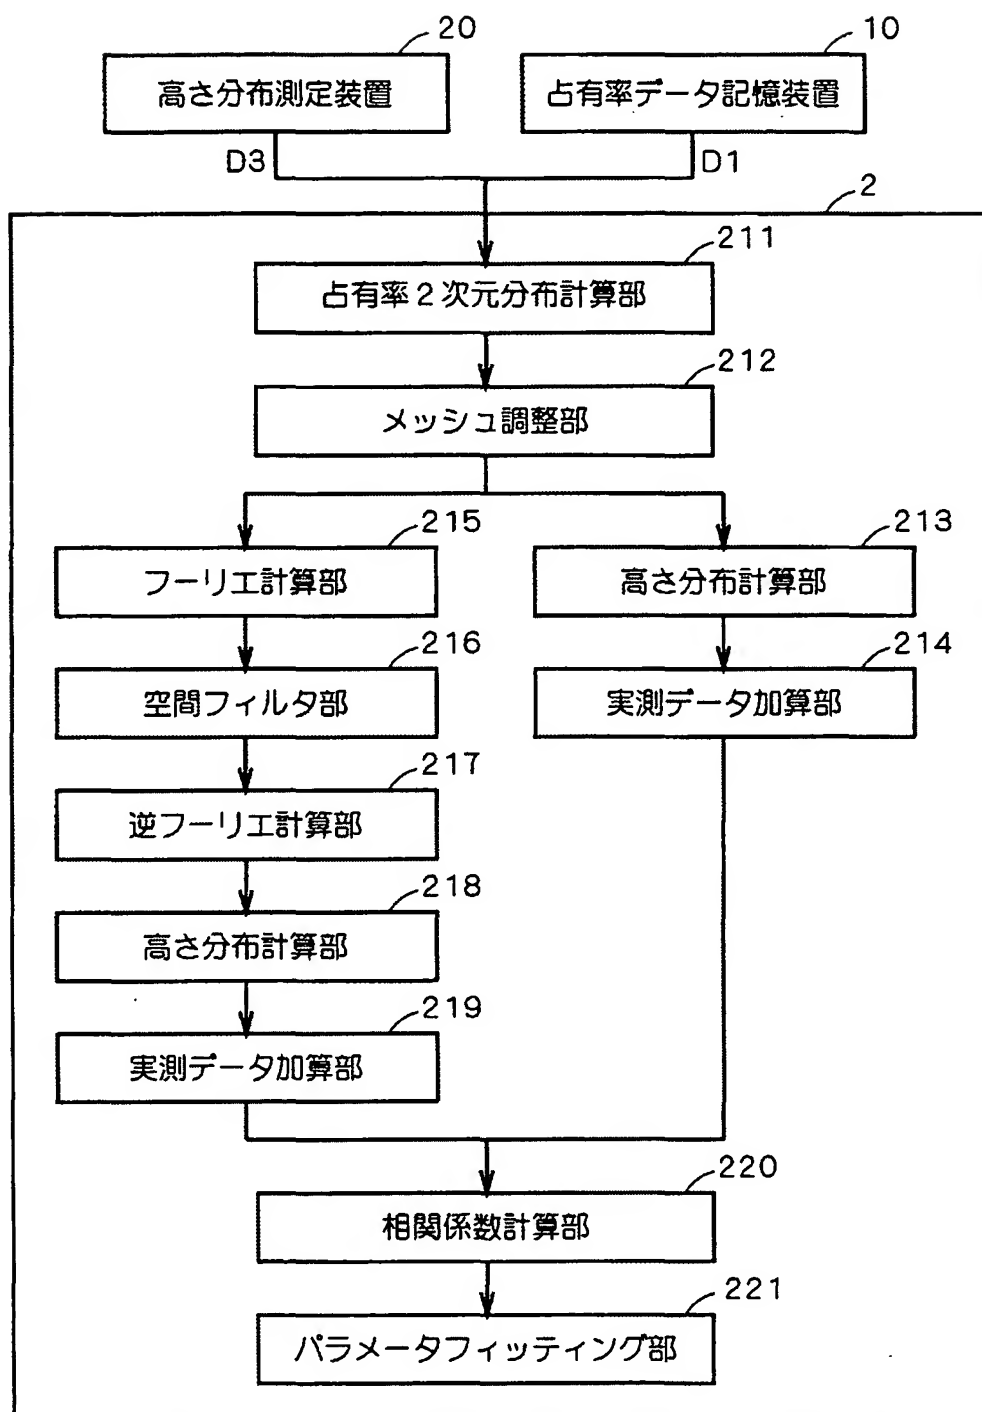 20
10
高さ分布測定装置
占有率データ記憶装置
D3
D1
2
211
占有率2次元分布計算部
212
メッシュ調整部
215
213
フーリエ計算部
高さ分布計算部
216
214
空間フィルタ部
実測データ加算部
217
逆フーリエ計算部
218
高さ分布計算部
219
実測データ加算部
220
相関係数計算部
221
パラメータフィッティング部